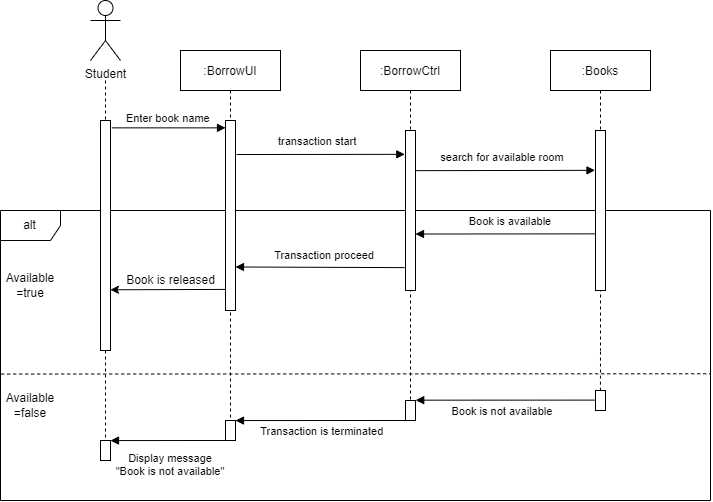 Student
:BorrowUI
:BorrowCtrl
:Books
Enter book name
transaction start
search for available room
alt
Book is available
Transaction proceed
Available
=true
Book is released
Available
=false
Book is not available
Transaction is terminated
Display message
"Book is not available"